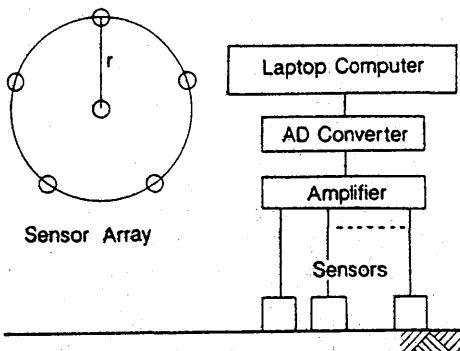 r
Sensor Array
Laptop Computer
AD Converter
Amplifier
Sensors